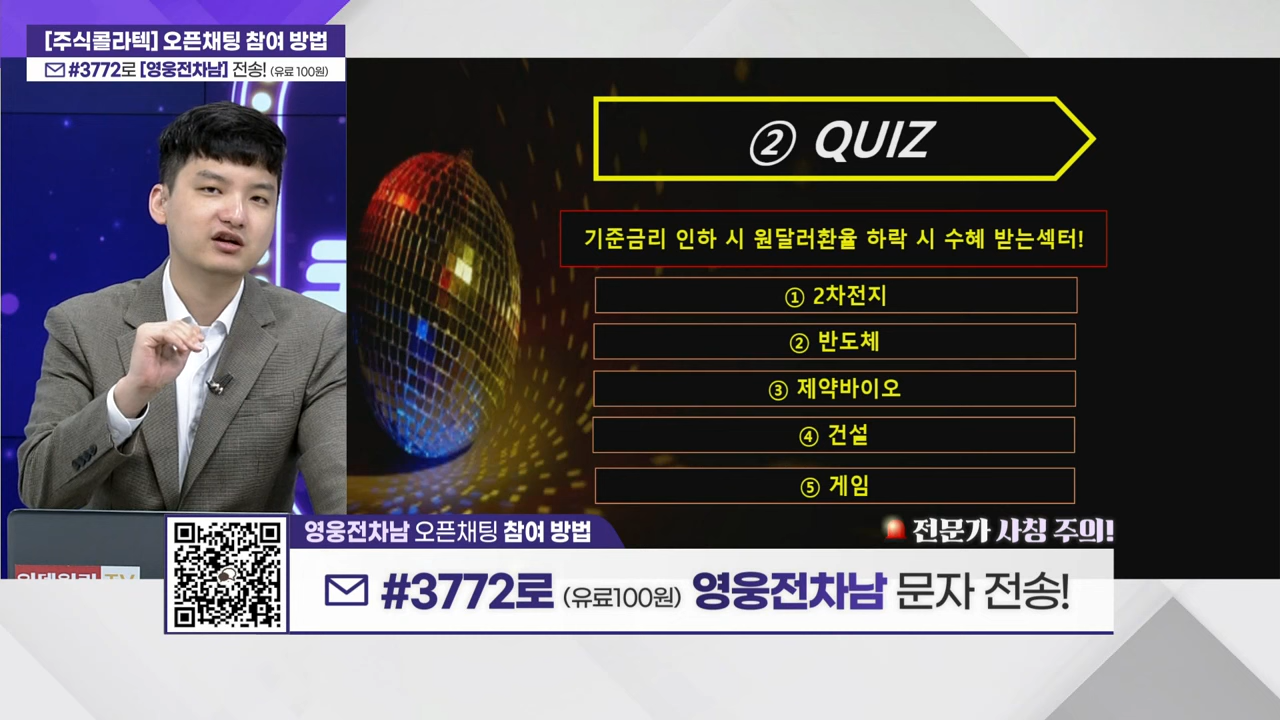 [주식콜라텍] 오픈채팅 참여 방법
#3772로 [영웅전차남] 전송! (유료 100원)
② QUIZ
기준금리 인하 시 원달러환율 하락 시 수혜 받는섹터!
① 2차전지
② 반도체
③ 제약바이오
④ 건설
⑤ 게임
영웅전차남 오픈채팅 참여 방법
전문가 사칭 주의!
#3772로 (유료100원) 영웅전차남 문자 전송!